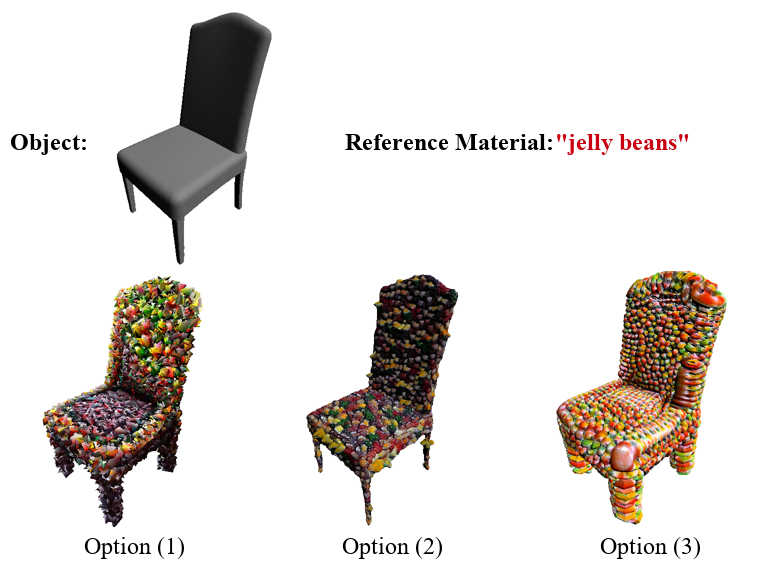 Object:
Reference Material:"jelly beans"
Option (1)
Option (2)
Option (3)